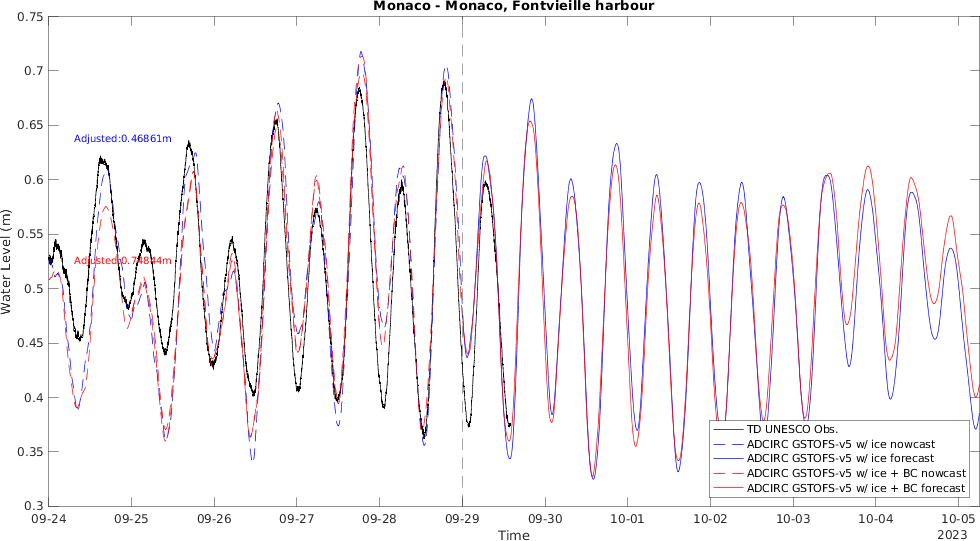 Monaco - Monaco, Fontvieille harbour
0.75
0.7
0.65
0.6
0.55
0.5
0.45
0.4
0.35
0.3
Water Level (m)
Adjusted:0.46861m
Adjusted:0.74844m
TD UNESCO Obs.
ADCIRC GSTOFS-v5 w/ ice nowcast
ADCIRC GSTOFS-v5 w/ ice forecast
ADCIRC GSTOFS-v5 w/ ice + BC nowcast
ADCIRC GSTOFS-v5 w/ ice + BC forecast
09-24 09-25 09-26 09-27 09-28 09-29 09-30 10-01 10-02 10-03 10-04 10-05
Time 2023